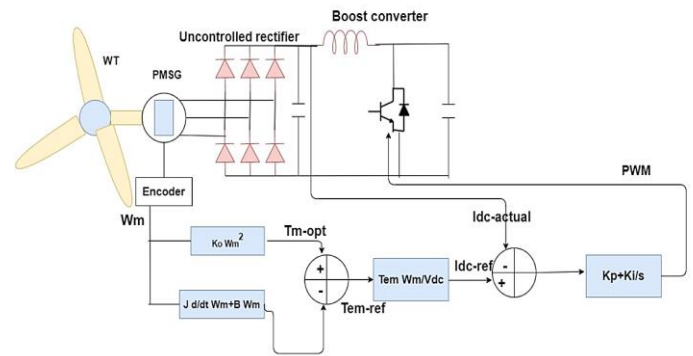 Boost converter
Uncontrolled rectifier
WT
PMSG
Encoder
PWM
Wm
Idc-actual
Ko Wm²
Tm-opt
+
-
Tem Wm/Vdc
Idc-ref
-
+
Kp+Ki/s
J d/dt Wm+B Wm
Tem-ref